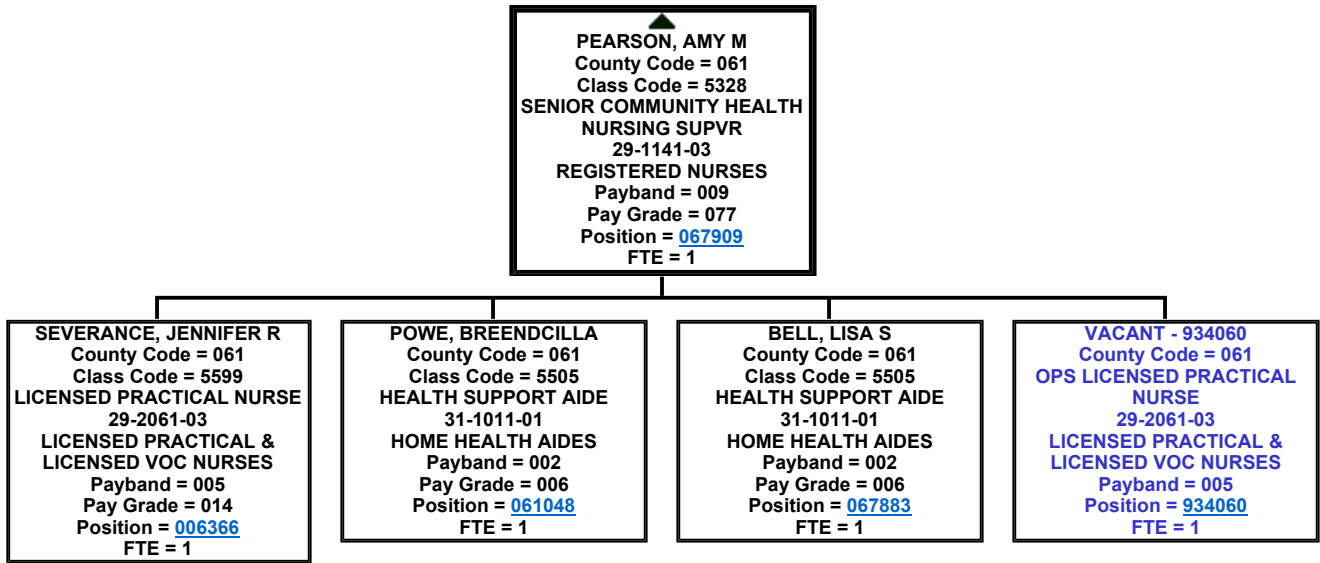 PEARSON, AMY M
County Code = 061
Class Code = 5328
SENIOR COMMUNITY HEALTH
NURSING SUPVR
29-1141-03
REGISTERED NURSES
Payband = 009
Pay Grade = 077
Position = 067909
FTE = 1
SEVERANCE, JENNIFER R
County Code = 061
Class Code = 5599
LICENSED PRACTICAL NURSE
29-2061-03
LICENSED PRACTICAL &
LICENSED VOC NURSES
Payband = 005
Pay Grade = 014
Position = 006366
FTE = 1
POWE, BREENDCILLA
County Code = 061
Class Code = 5505
HEALTH SUPPORT AIDE
31-1011-01
HOME HEALTH AIDES
Payband = 002
Pay Grade = 006
Position = 061048
FTE = 1
BELL, LISA S
County Code = 061
Class Code = 5505
HEALTH SUPPORT AIDE
31-1011-01
HOME HEALTH AIDES
Payband = 002
Pay Grade = 006
Position = 067883
FTE = 1
VACANT - 934060
County Code = 061
OPS LICENSED PRACTICAL
NURSE
29-2061-03
LICENSED PRACTICAL &
LICENSED VOC NURSES
Payband = 005
Position = 934060
FTE = 1